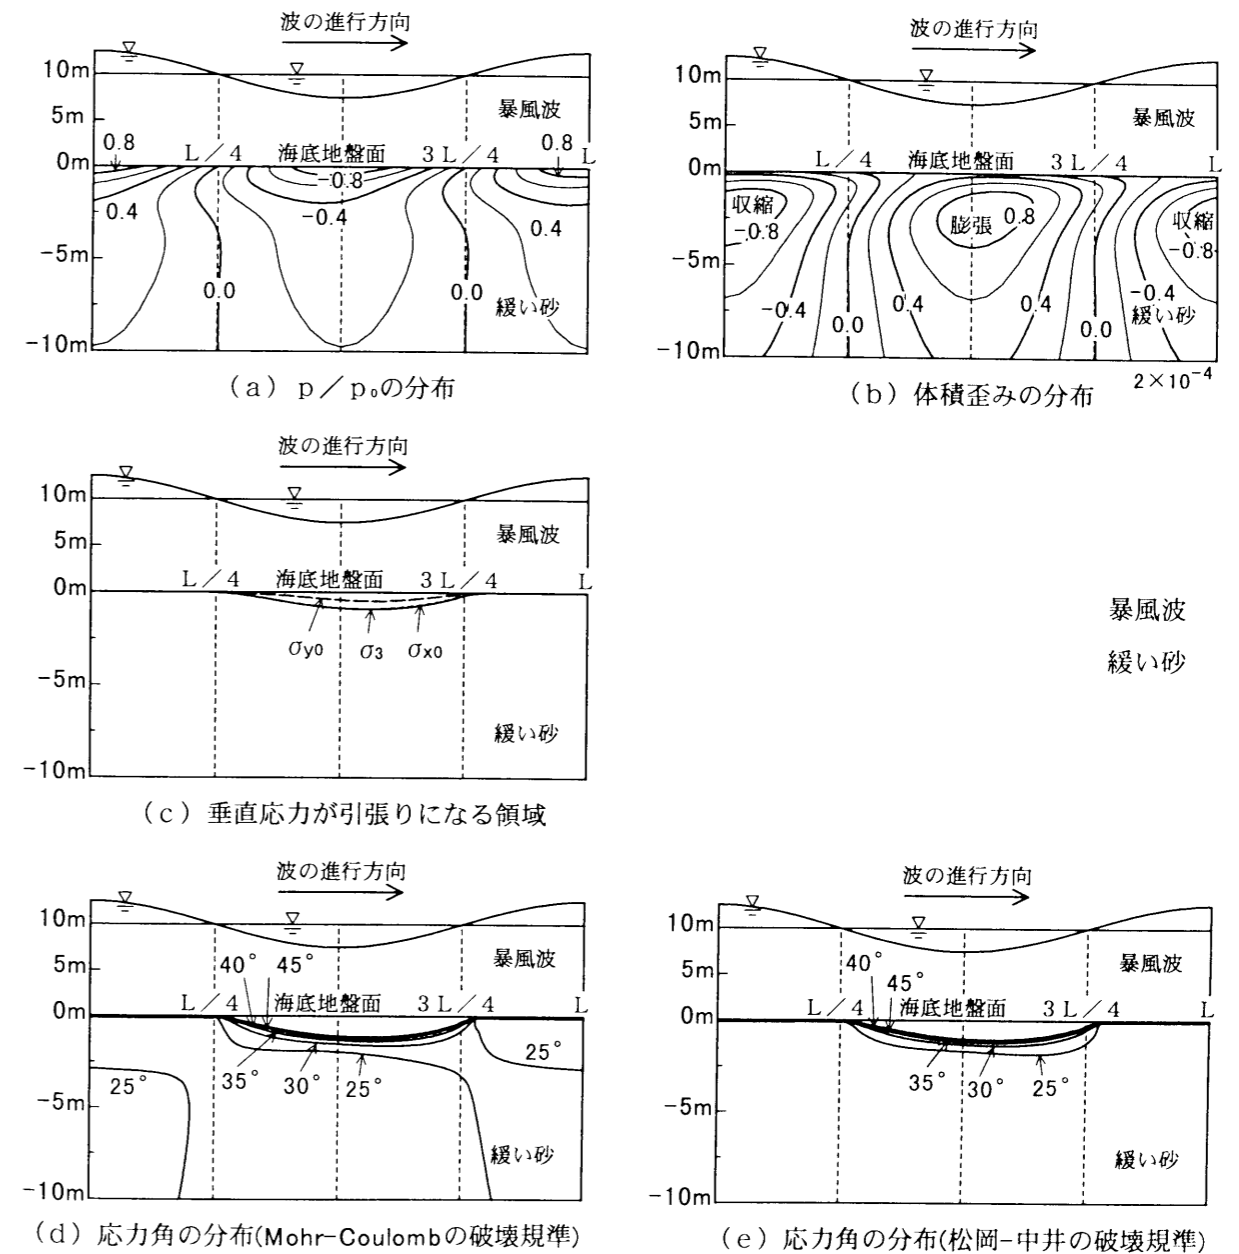 波の進行方向
10m
5m
暴風波
0.8
L/4
海底地盤面
3L/4
0.8
L
0m
-0.8
0.4
-0.4
0.4
-5m
0.0
0.0
緩い砂
-10m
(a) p/p₀の分布
波の進行方向
10m
5m
暴風波
L/4
海底地盤面
3L/4
L
0m
収縮
-0.8
膨張
0.8
収縮
-0.8
-5m
-0.4
0.4
0.4
-0.4
0.0
0.0
緩い砂
-10m
2×10⁻⁴
(b) 体積歪みの分布
波の進行方向
10m
5m
暴風波
L/4
海底地盤面
3L/4
L
0m
σy0
σ3
σx0
-5m
緩い砂
-10m
(c) 垂直応力が引張りになる領域
暴風波
緩い砂
波の進行方向
10m
5m
40°
45°
暴風波
L/4
海底地盤面
3L/4
L
0m
25°
25°
35°
30°
25°
-5m
緩い砂
-10m
(d) 応力角の分布(Mohr-Coulombの破壊規準)
波の進行方向
10m
5m
40°
45°
暴風波
L/4
海底地盤面
3L/4
L
0m
35°
30°
25°
-5m
緩い砂
-10m
(e) 応力角の分布(松岡-中井の破壊規準)